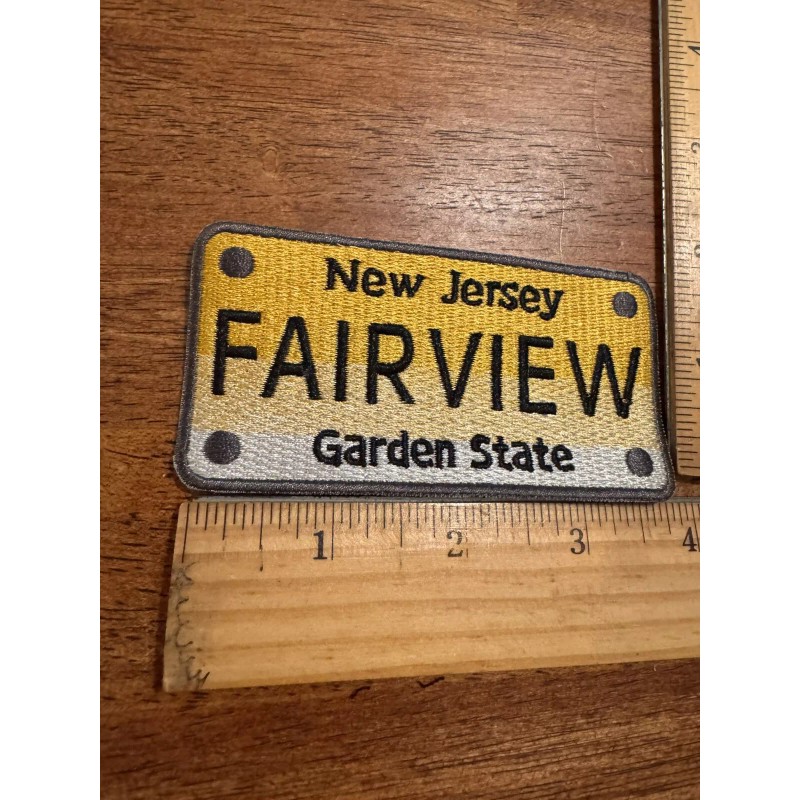 New Jersey
FAIRVIEW
Garden State
1 2 3 4